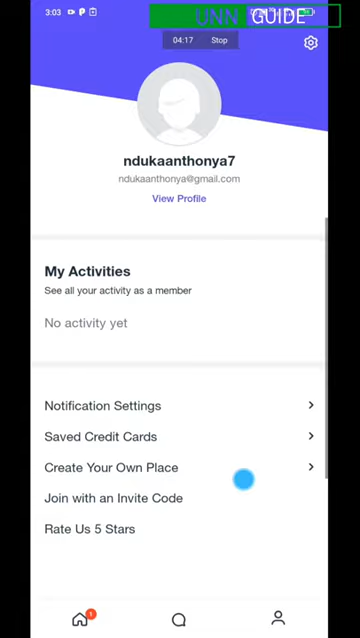 3:03
UNN GUIDE
04:17 Stop
ndukaanthonya7
ndukaanthonya@gmail.com
View Profile
My Activities
See all your activity as a member
No activity yet
Notification Settings
Saved Credit Cards
Create Your Own Place
Join with an Invite Code
Rate Us 5 Stars
1